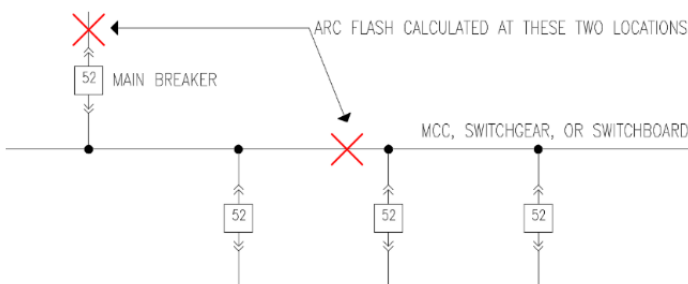 ARC FLASH CALCULATED AT THESE TWO LOCATIONS
52 MAIN BREAKER
MCC, SWITCHGEAR, OR SWITCHBOARD
52 52 52